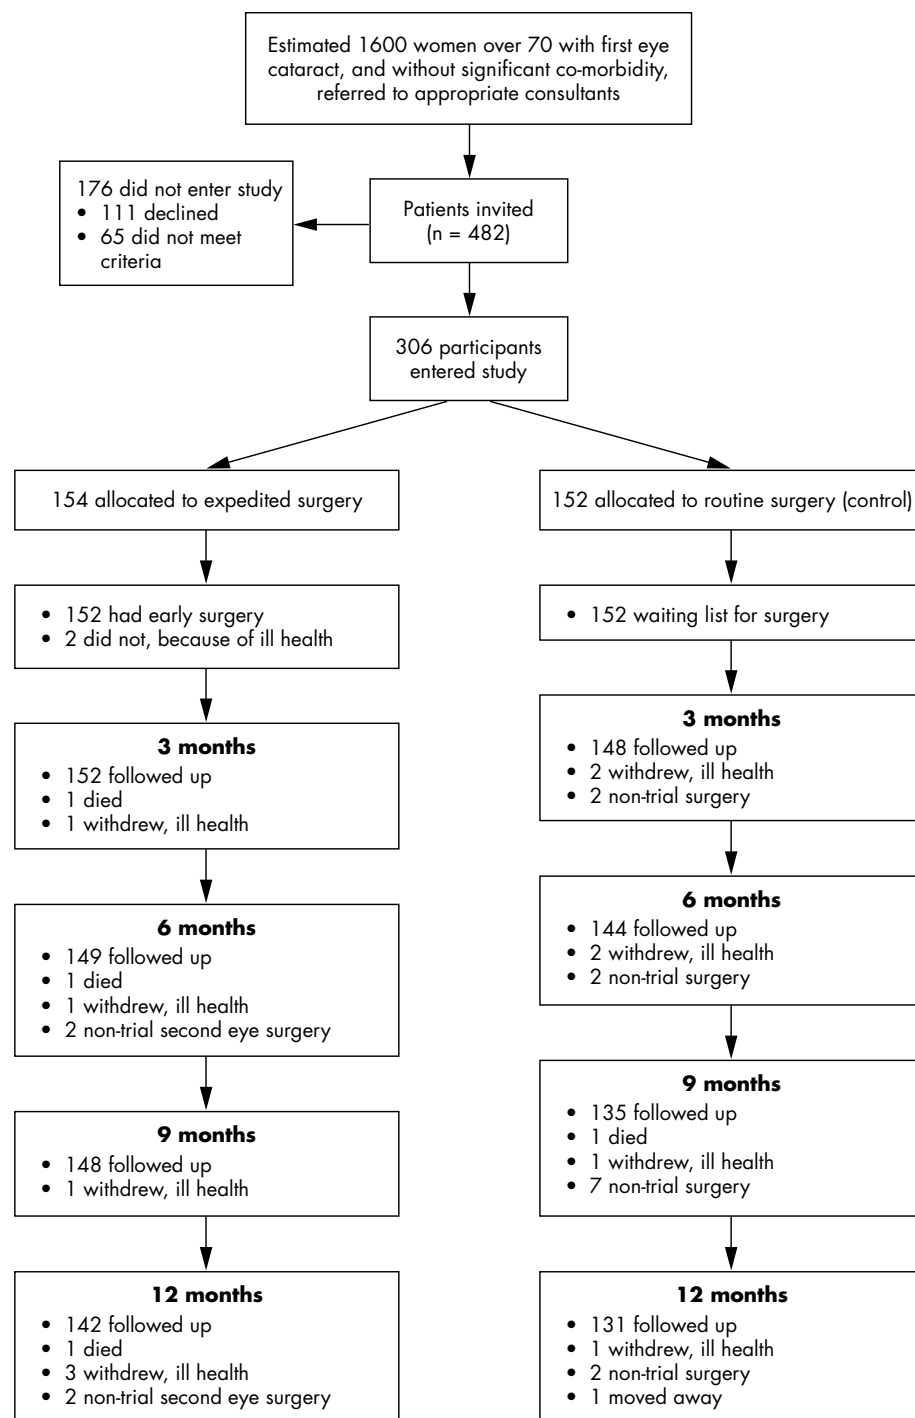 Estimated 1600 women over 70 with first eye
cataract, and without significant co-morbidity,
referred to appropriate consultants
176 did not enter study
• 111 declined
• 65 did not meet
criteria
Patients invited
(n = 482)
306 participants
entered study
154 allocated to expedited surgery
152 allocated to routine surgery (control)
• 152 had early surgery
• 2 did not, because of ill health
• 152 waiting list for surgery
3 months
• 152 followed up
• 1 died
• 1 withdrew, ill health
3 months
• 148 followed up
• 2 withdrew, ill health
• 2 non-trial surgery
6 months
• 149 followed up
• 1 died
• 1 withdrew, ill health
• 2 non-trial second eye surgery
6 months
• 144 followed up
• 2 withdrew, ill health
• 2 non-trial surgery
9 months
• 148 followed up
• 1 withdrew, ill health
9 months
• 135 followed up
• 1 died
• 1 withdrew, ill health
• 7 non-trial surgery
12 months
• 142 followed up
• 1 died
• 3 withdrew, ill health
• 2 non-trial second eye surgery
12 months
• 131 followed up
• 1 withdrew, ill health
• 2 non-trial surgery
• 1 moved away